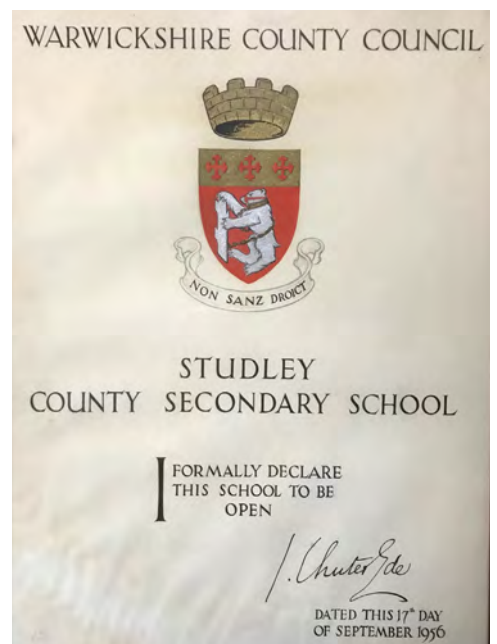 WARWICKSHIRE COUNTY COUNCIL
NON SANZ DROICT
STUDLEY
COUNTY SECONDARY SCHOOL
I FORMALLY DECLARE
THIS SCHOOL TO BE
OPEN
J. Chuter Ede
DATED THIS 17th DAY
OF SEPTEMBER 1956